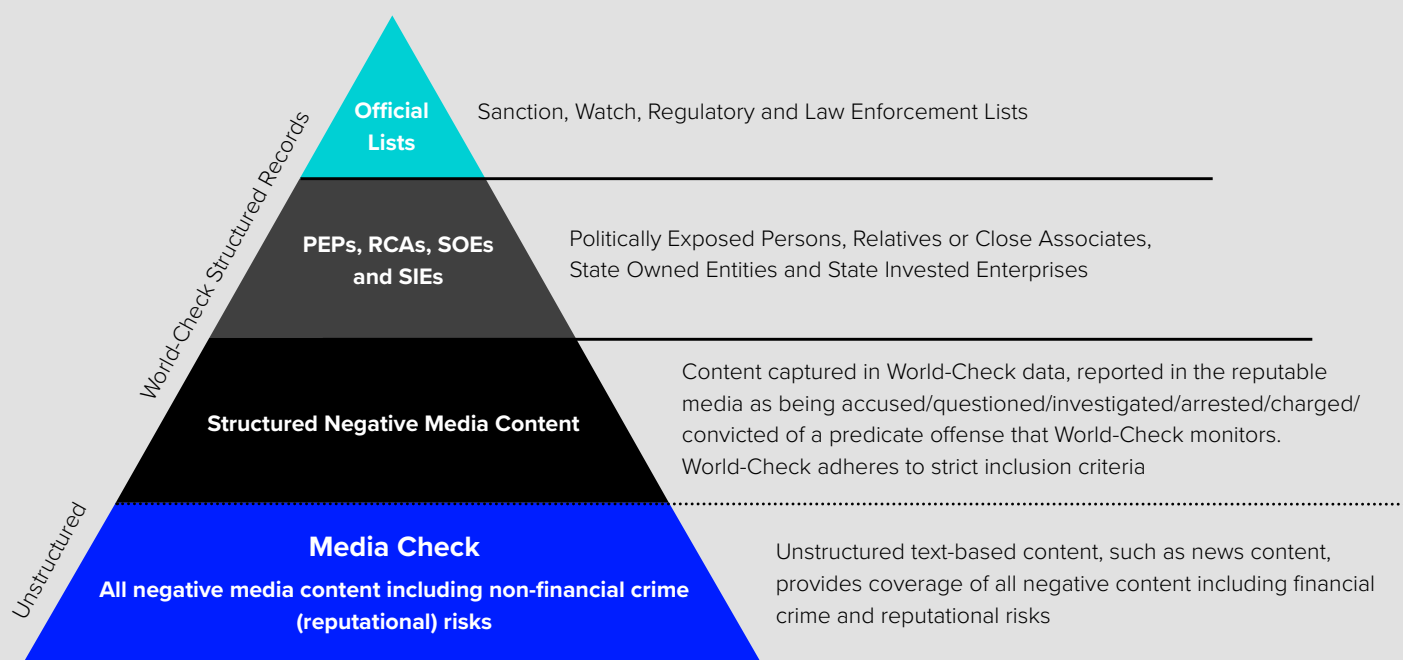 Official
Lists
Sanction, Watch, Regulatory and Law Enforcement Lists
World-Check Structured Records
PEPs, RCAs, SOEs
and SIEs
Politically Exposed Persons, Relatives or Close Associates,
State Owned Entities and State Invested Enterprises
Structured Negative Media Content
Content captured in World-Check data, reported in the reputable
media as being accused/questioned/investigated/arrested/charged/
convicted of a predicate offense that World-Check monitors.
World-Check adheres to strict inclusion criteria
Unstructured
Media Check
All negative media content including non-financial crime
(reputational) risks
Unstructured text-based content, such as news content,
provides coverage of all negative content including financial
crime and reputational risks